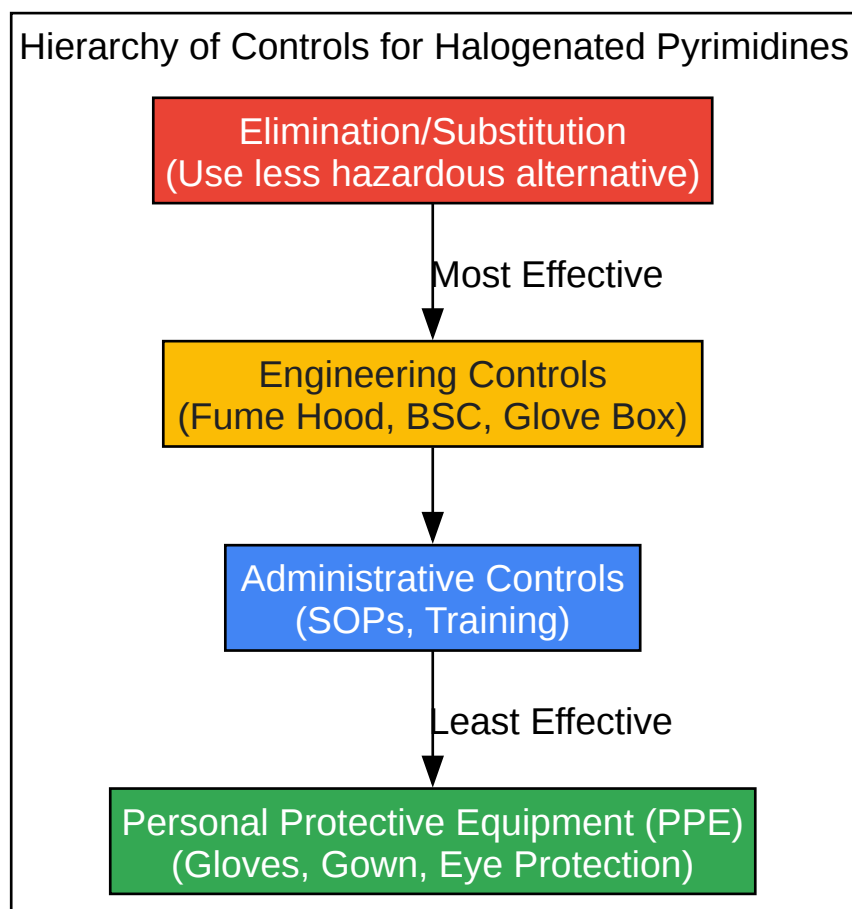 Hierarchy of Controls for Halogenated Pyrimidines
Elimination/Substitution
(Use less hazardous alternative)
Most Effective
Engineering Controls
(Fume Hood, BSC, Glove Box)
Administrative Controls
(SOPs, Training)
Least Effective
Personal Protective Equipment (PPE)
(Gloves, Gown, Eye Protection)